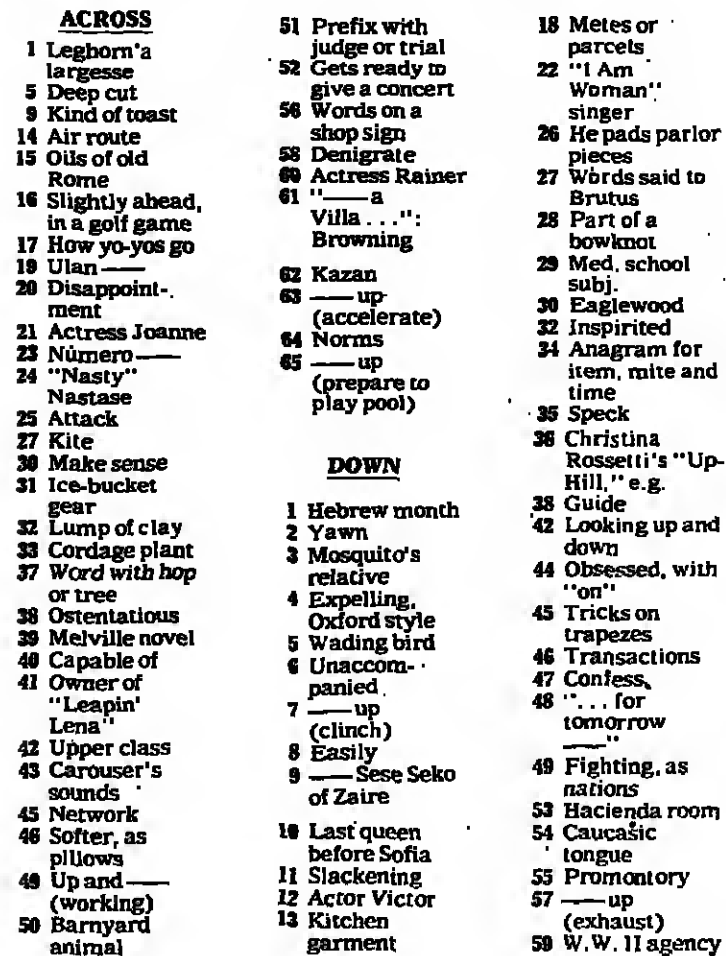 ACROSS
1 Leghorn'a
largesse
5 Deep cut
9 Kind of toast
14 Air route
15 Oils of old
Rome
16 Slightly ahead,
in a golf game
17 How yo-yos go
19 Ulan —
20 Disappoint-
ment
21 Actress Joanne
23 Número —
24 "Nasty"
Nastase
25 Attack
27 Kite
30 Make sense
31 Ice-bucket
gear
32 Lump of clay
33 Cordage plant
37 Word with hop
or tree
38 Ostentatious
39 Melville novel
40 Capable of
41 Owner of
"Leapin'
Lena"
42 Upper class
43 Carouser's
sounds
45 Network
46 Softer, as
pillows
49 Up and —
(working)
50 Barnyard
animal
51 Prefix with
judge or trial
52 Gets ready to
give a concert
56 Words on a
shop sign
58 Denigrate
60 Actress Rainer
61 "— a
Villa . . .":
Browning
62 Kazan
63 — up
(accelerate)
64 Norms
65 — up
(prepare to
play pool)
DOWN
1 Hebrew month
2 Yawn
3 Mosquito's
relative
4 Expelling,
Oxford style
5 Wading bird
6 Unaccom-
panied
7 — up
(clinch)
8 Easily
9 — Sese Seko
of Zaire
10 Last queen
before Sofia
11 Slackening
12 Actor Victor
13 Kitchen
garment
18 Metes or
parcels
22 "I Am
Woman"
singer
26 He pads parlor
pieces
27 Words said to
Brutus
28 Part of a
bowknot
29 Med. school
subj.
30 Eaglewood
32 Inspirited
34 Anagram for
item, mite and
time
35 Speck
36 Christina
Rossetti's "Up-
Hill," e.g.
38 Guide
42 Looking up and
down
44 Obsessed, with
"on"
45 Tricks on
trapezes
46 Transactions
47 Confess
48 ". . . for
tomorrow
—"
49 Fighting, as
nations
53 Hacienda room
54 Caucasic
tongue
55 Promontory
57 — up
(exhaust)
59 W.W. II agency